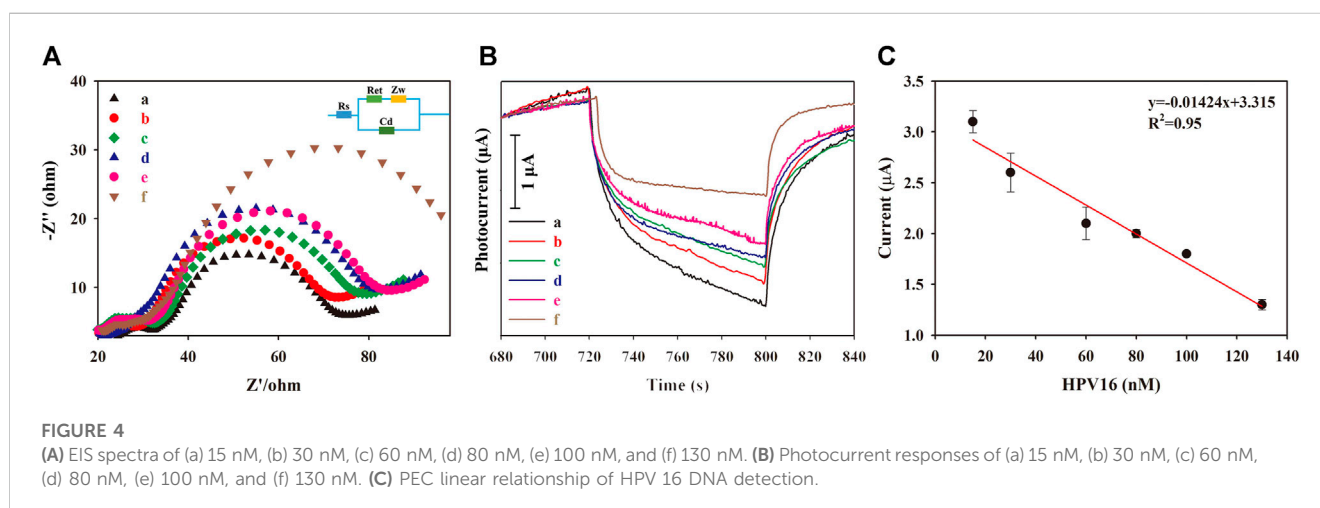 A
40
30
20
10
-Z'' (ohm)
20 40 60 80
Z'/ohm
a
b
c
d
e
f
Rs
Ret
Zw
Cd
B
Photocurrent (µA)
1 µA
a
b
c
d
e
f
680 700 720 740 760 780 800 820 840
Time (s)
C
3.5
3.0
2.5
2.0
1.5
1.0
Current (µA)
y=-0.01424x+3.315
R²=0.95
0 20 40 60 80 100 120 140
HPV16 (nM)
FIGURE 4
(A) EIS spectra of (a) 15 nM, (b) 30 nM, (c) 60 nM, (d) 80 nM, (e) 100 nM, and (f) 130 nM. (B) Photocurrent responses of (a) 15 nM, (b) 30 nM, (c) 60 nM,
(d) 80 nM, (e) 100 nM, and (f) 130 nM. (C) PEC linear relationship of HPV 16 DNA detection.